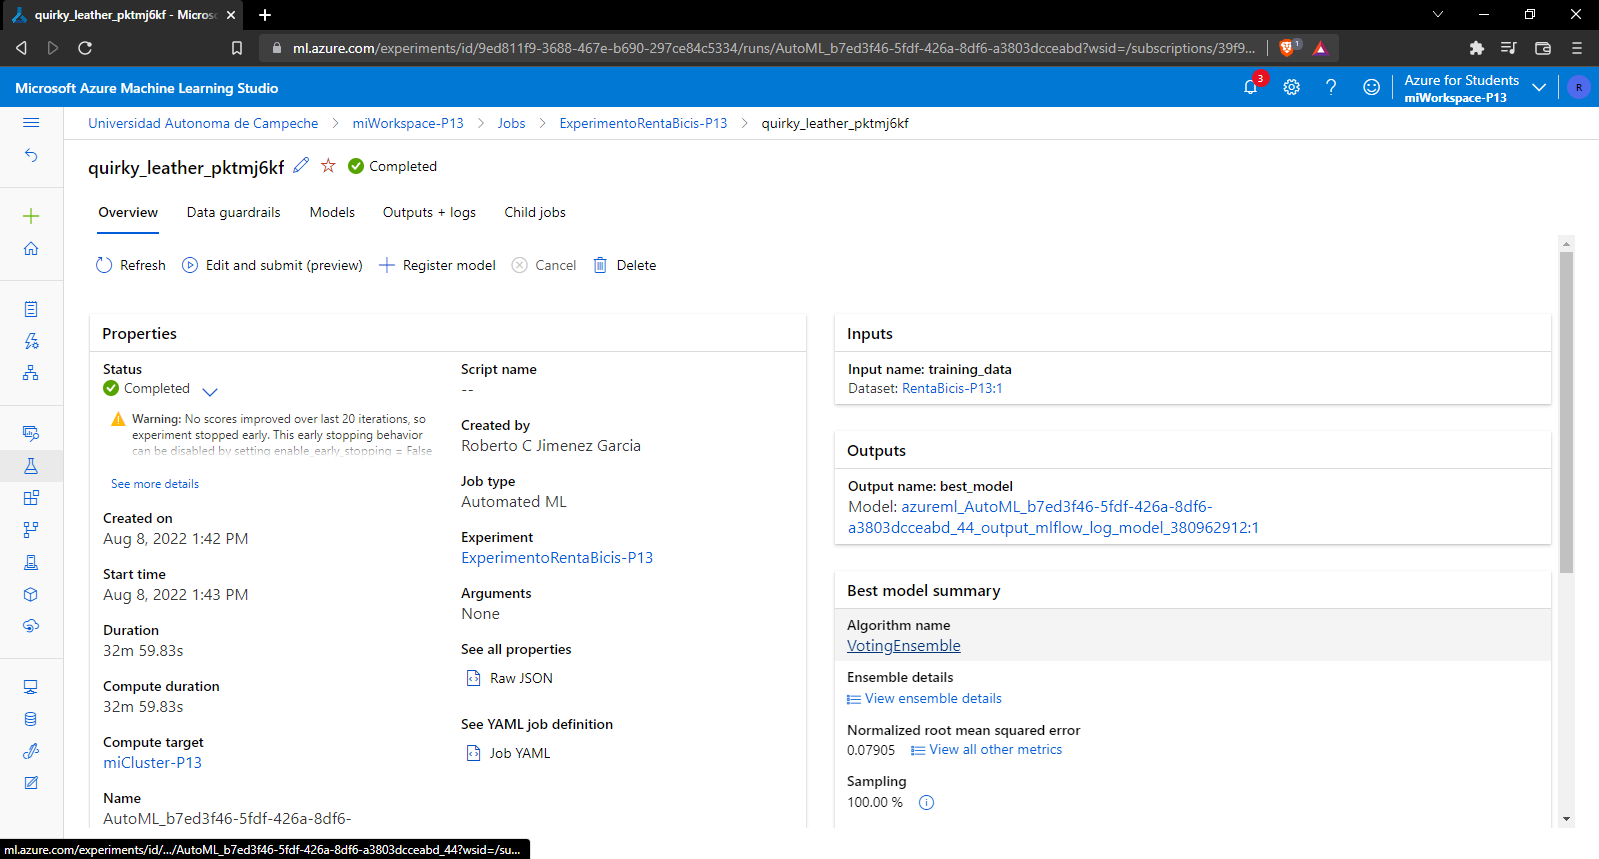 quirky_leather_pktmj6kf - Micros
ml.azure.com/experiments/id/9ed811f9-3688-467e-b690-297ce84c5334/runs/AutoML_b7ed3f46-5fdf-426a-8df6-a3803dcceabd?wsid=/subscriptions/39f9...
1
Microsoft Azure Machine Learning Studio
3
Azure for Students
miWorkspace-P13
R
Universidad Autonoma de Campeche > miWorkspace-P13 > Jobs > ExperimentoRentaBicis-P13 > quirky_leather_pktmj6kf
quirky_leather_pktmj6kf Completed
Overview Data guardrails Models Outputs + logs Child jobs
Refresh Edit and submit (preview) Register model Cancel Delete
Properties
Status
Completed
Warning: No scores improved over last 20 iterations, so
experiment stopped early. This early stopping behavior
can be disabled by setting enable_early_stopping = False
See more details
Created on
Aug 8, 2022 1:42 PM
Start time
Aug 8, 2022 1:43 PM
Duration
32m 59.83s
Compute duration
32m 59.83s
Compute target
miCluster-P13
Name
AutoML_b7ed3f46-5fdf-426a-8df6-
Script name
--
Created by
Roberto C Jimenez Garcia
Job type
Automated ML
Experiment
ExperimentoRentaBicis-P13
Arguments
None
See all properties
Raw JSON
See YAML job definition
Job YAML
Inputs
Input name: training_data
Dataset: RentaBicis-P13:1
Outputs
Output name: best_model
Model: azureml_AutoML_b7ed3f46-5fdf-426a-8df6-
a3803dcceabd_44_output_mlflow_log_model_380962912:1
Best model summary
Algorithm name
VotingEnsemble
Ensemble details
View ensemble details
Normalized root mean squared error
0.07905 View all other metrics
Sampling
100.00 %
ml.azure.com/experiments/id/.../AutoML_b7ed3f46-5fdf-426a-8df6-a3803dcceabd_44?wsid=/su...